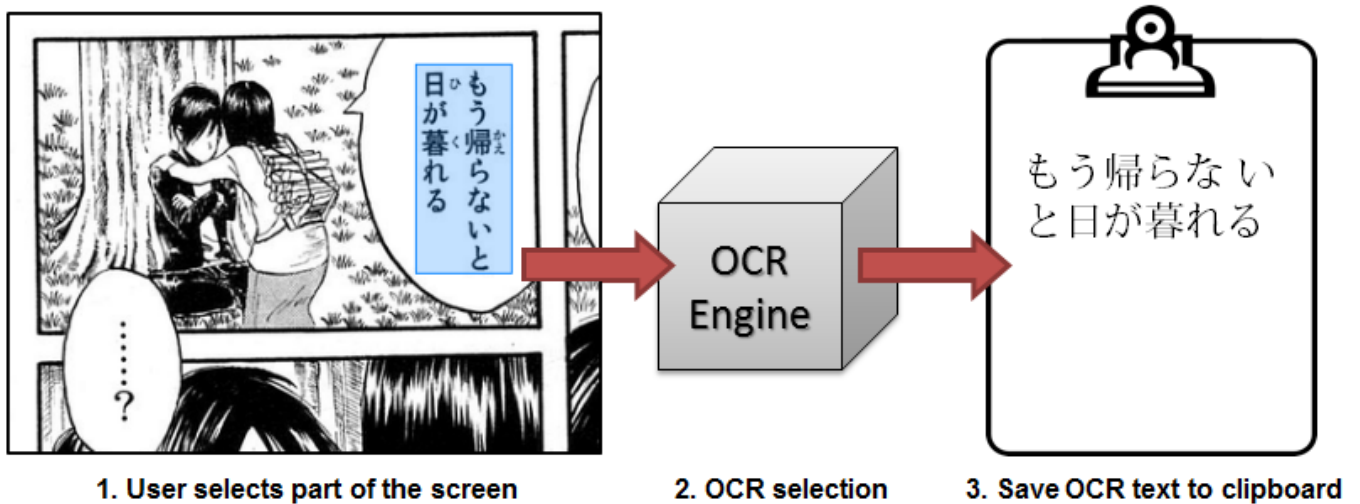 もう帰らないと
日が暮れる
かえ
ひ
く
……?
OCR
Engine
もう帰らない
と日が暮れる
1. User selects part of the screen
2. OCR selection
3. Save OCR text to clipboard